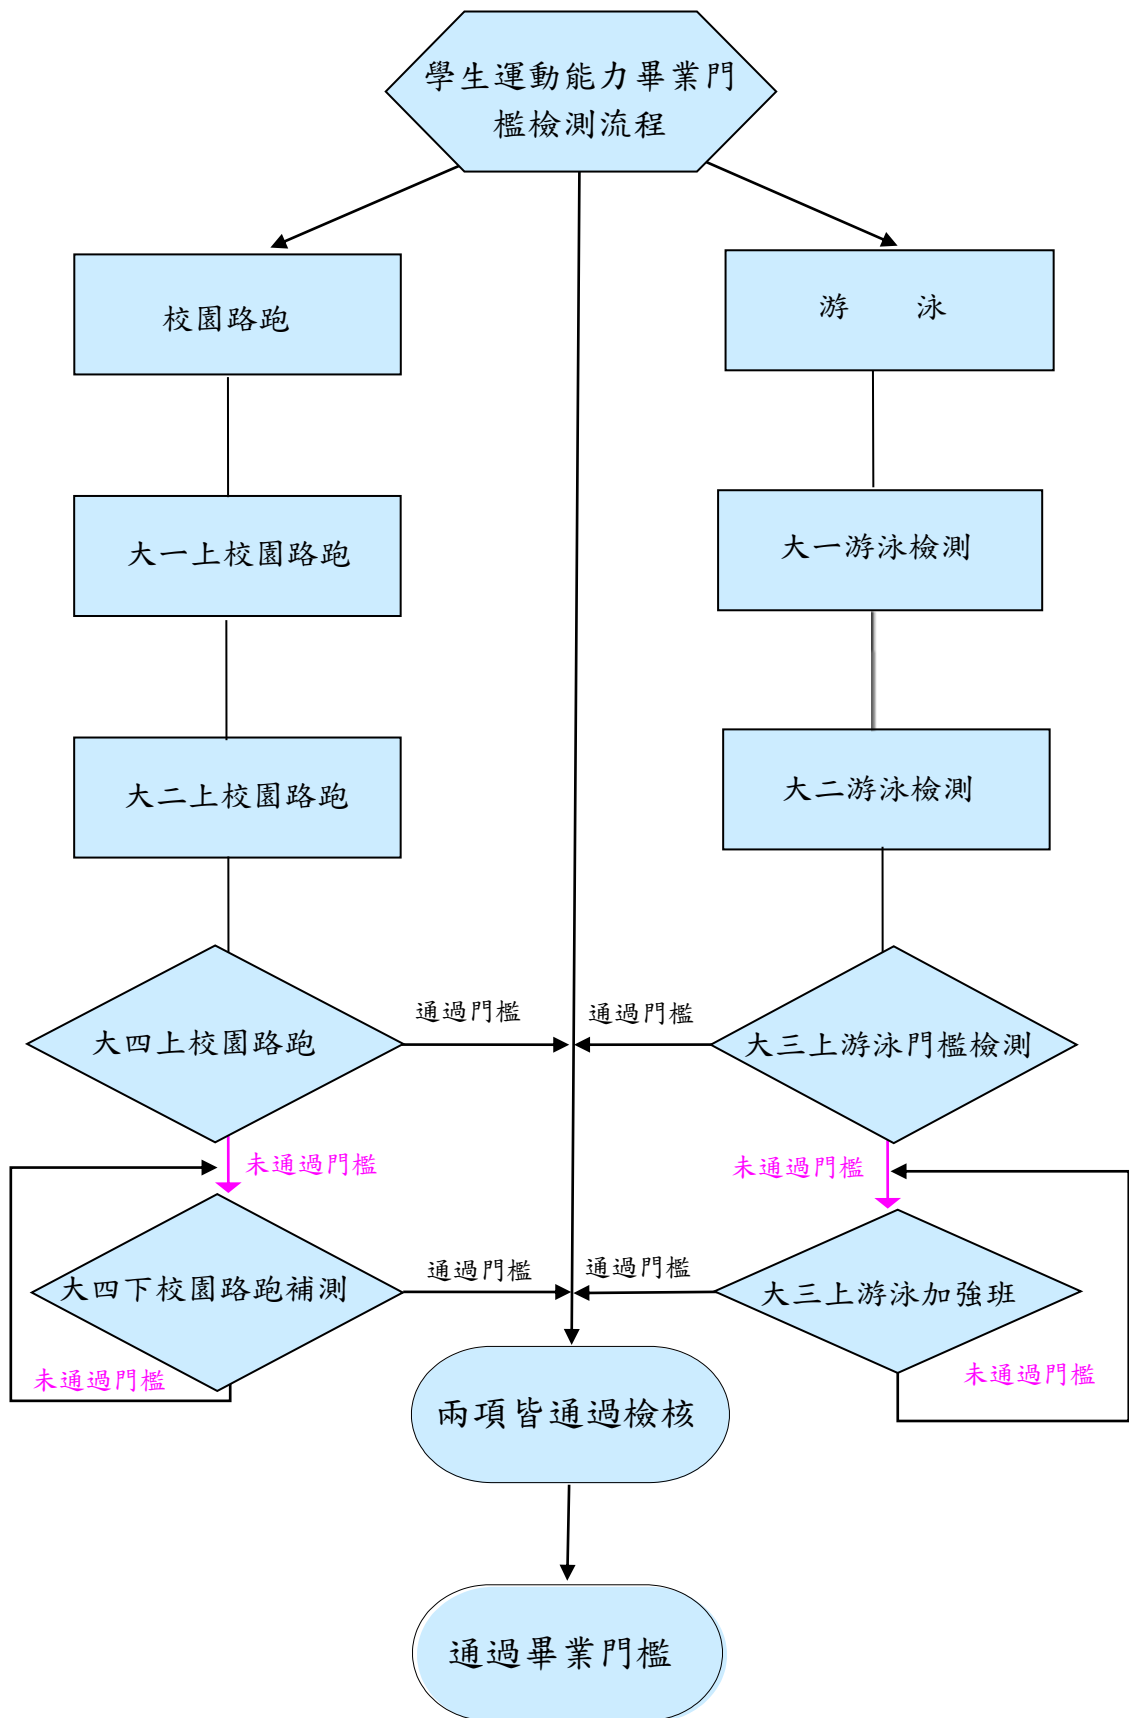 學生運動能力畢業門
檻檢測流程
校園路跑
游 泳
大一上校園路跑
大一游泳檢測
大二上校園路跑
大二游泳檢測
大四上校園路跑
通過門檻
通過門檻
大三上游泳門檻檢測
未通過門檻
未通過門檻
大四下校園路跑補測
通過門檻
通過門檻
大三上游泳加強班
未通過門檻
未通過門檻
兩項皆通過檢核
通過畢業門檻